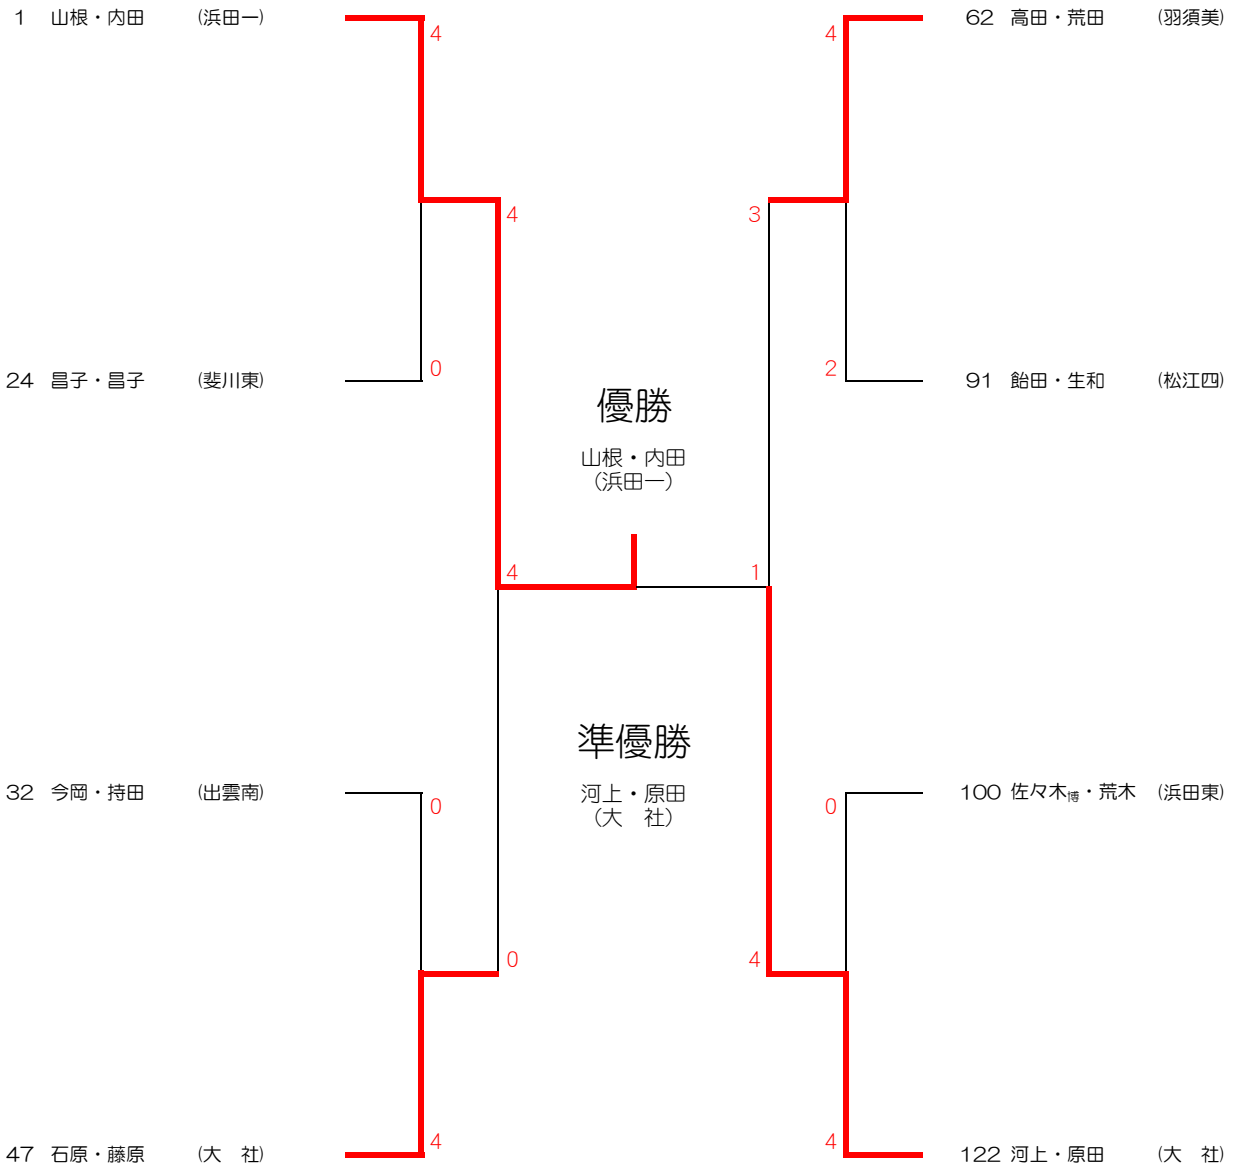 1 山根・内田 (浜田一)
62 高田・荒田 (羽須美)
4
4
4
3
0
2
24 昌子・昌子 (斐川東)
91 飴田・生和 (松江四)
優勝
山根・内田
(浜田一)
4
1
準優勝
河上・原田
(大 社)
32 今岡・持田 (出雲南)
100 佐々木博・荒木 (浜田東)
0
0
0
4
4
4
47 石原・藤原 (大 社)
122 河上・原田 (大 社)